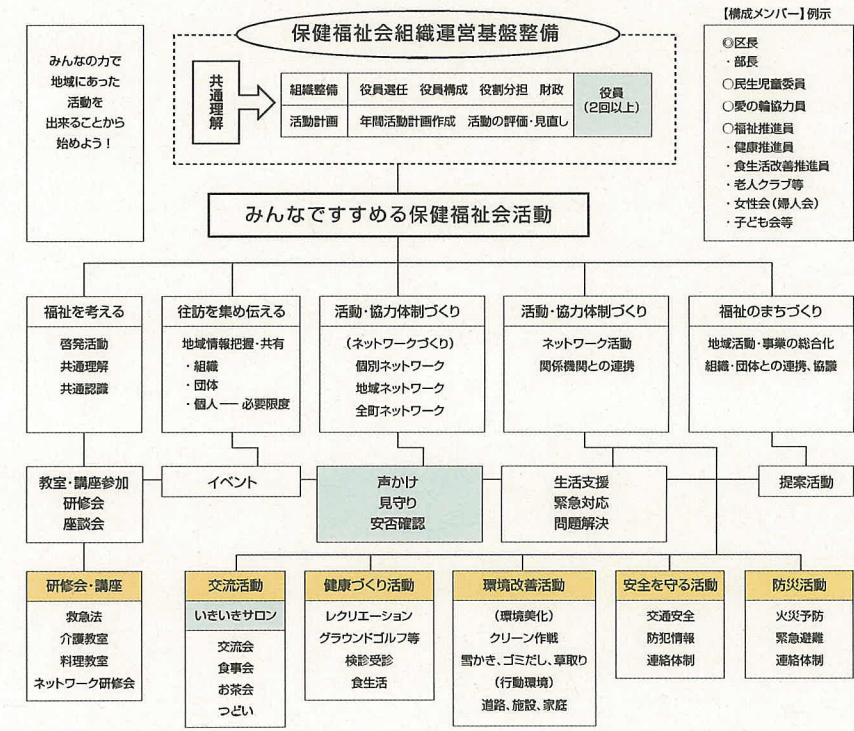 みんなの力で
地域にあった
活動を
出来ることから
始めよう！
保健福祉会組織運営基盤整備
共通理解
組織整備 役員選任 役員構成 役割分担 財政
活動計画 年間活動計画作成 活動の評価・見直し
役員
(2回以上)
【構成メンバー】例示
◎区長
・部長
○民生児童委員
○愛の輪協力員
○福祉推進員
・健康推進員
・食生活改善推進員
・老人クラブ等
・女性会(婦人会)
・子ども会等
みんなですすめる保健福祉会活動
福祉を考える
啓発活動
共通理解
共通認識
往訪を集め伝える
地域情報把握・共有
・組織
・団体
・個人 ── 必要限度
活動・協力体制づくり
(ネットワークづくり)
個別ネットワーク
地域ネットワーク
全町ネットワーク
活動・協力体制づくり
ネットワーク活動
関係機関との連携
福祉のまちづくり
地域活動・事業の総合化
組織・団体との連携、協議
教室・講座参加
研修会
座談会
イベント
声かけ
見守り
安否確認
生活支援
緊急対応
問題解決
提案活動
研修会・講座
救急法
介護教室
料理教室
ネットワーク研修会
交流活動
いきいきサロン
交流会
食事会
お茶会
つどい
健康づくり活動
レクリエーション
グラウンドゴルフ等
検診受診
食生活
環境改善活動
(環境美化)
クリーン作戦
雪かき、ゴミだし、草取り
(行動環境)
道路、施設、家庭
安全を守る活動
交通安全
防犯情報
連絡体制
防災活動
火災予防
緊急避難
連絡体制